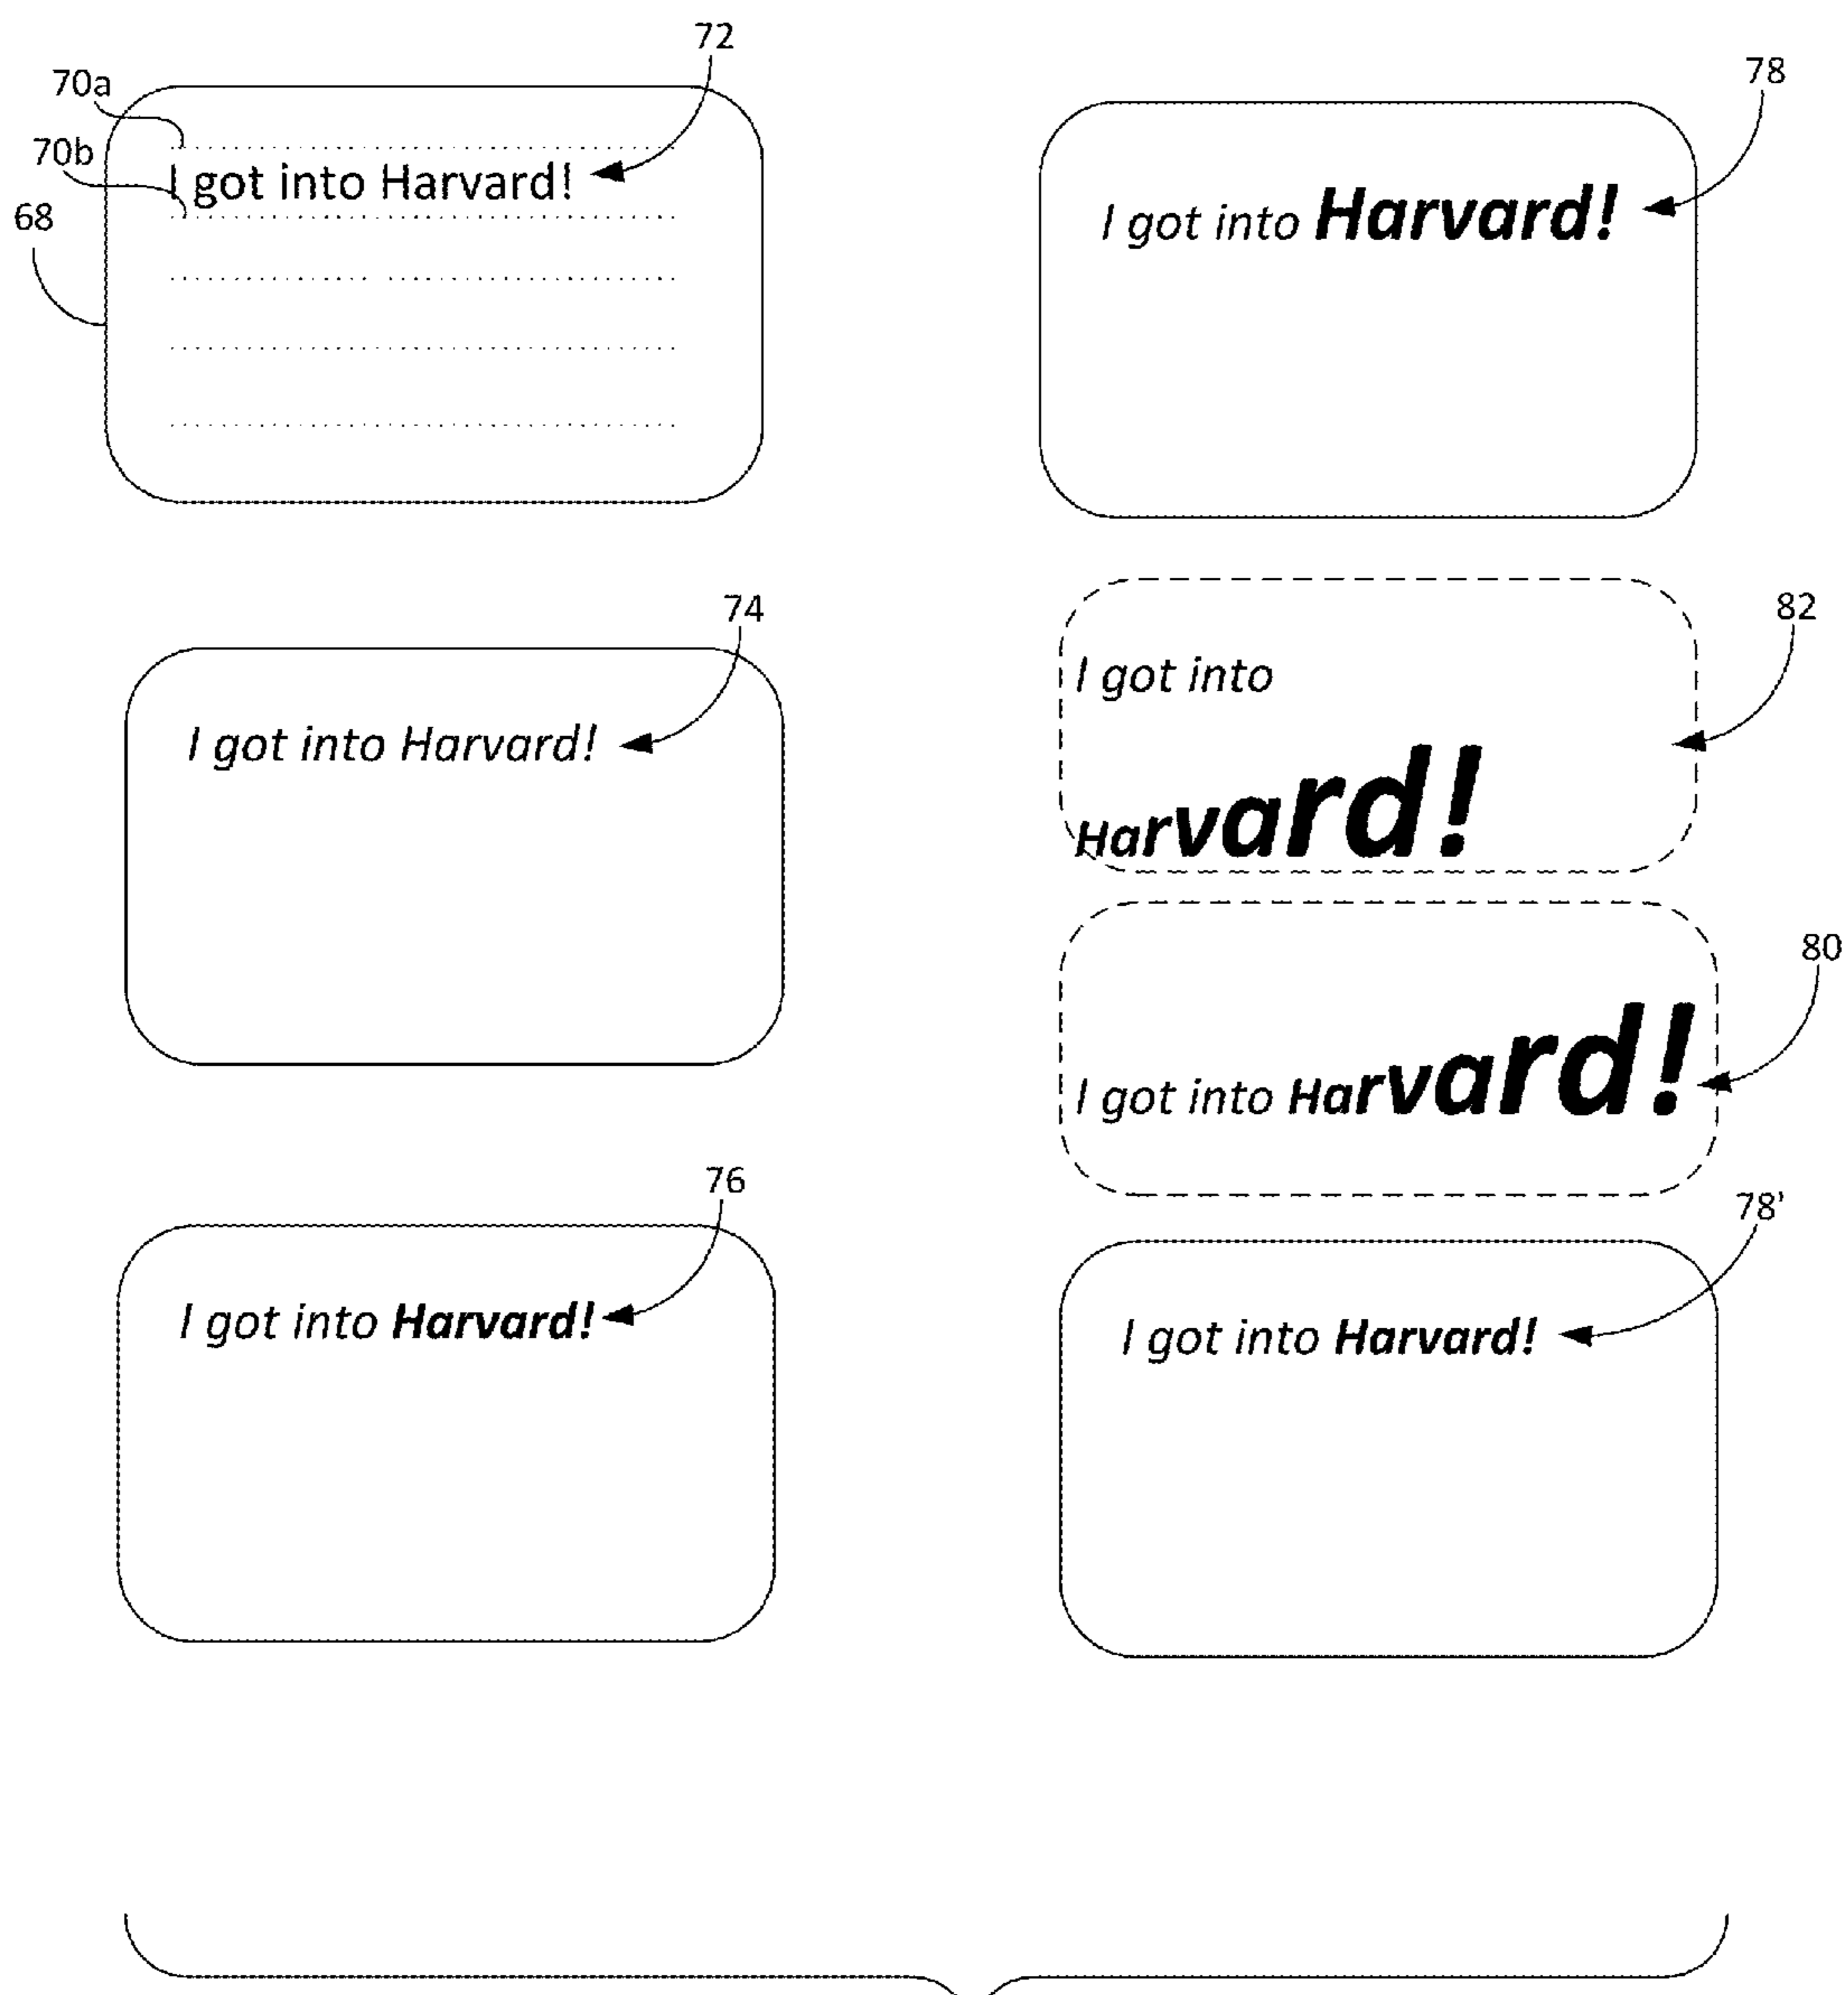 72
70a
70b
68
I got into Harvard!
74
I got into Harvard!
76
I got into Harvard!
78
I got into Harvard!
82
I got into
Harvard!
80
I got into Harvard!
78'
I got into Harvard!